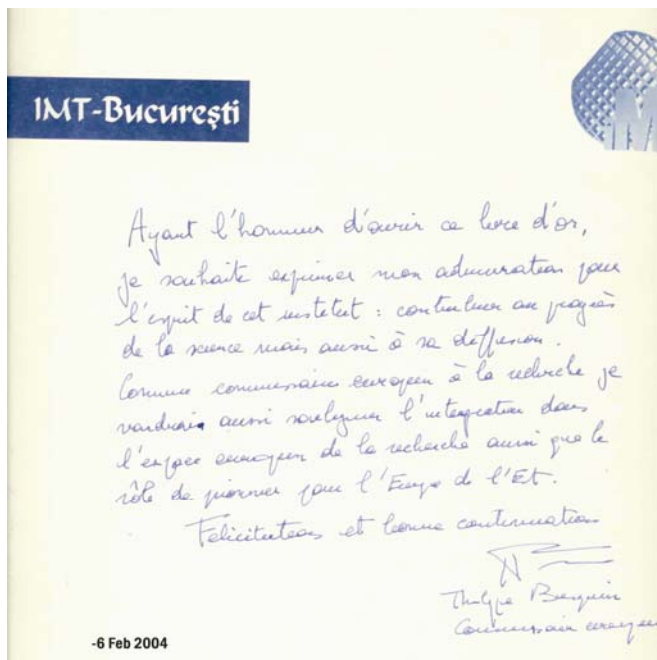 IMT-Bucureşti
M
Ayant l'honneur d'ouvrir ce livre d'or,
je souhaite exprimer mon admiration pour
l'esprit de cet institut : contribuer au progrès
de la science mais aussi à sa diffusion.
Comme commissaire européen à la recherche je
voudrais aussi souligner l'intégration dans
l'espace européen de la recherche ainsi que le
rôle de pionnier pour l'Europe de l'Est.
Félicitations et bonne continuation
Philippe Busquin
Commissaire européen
-6 Feb 2004